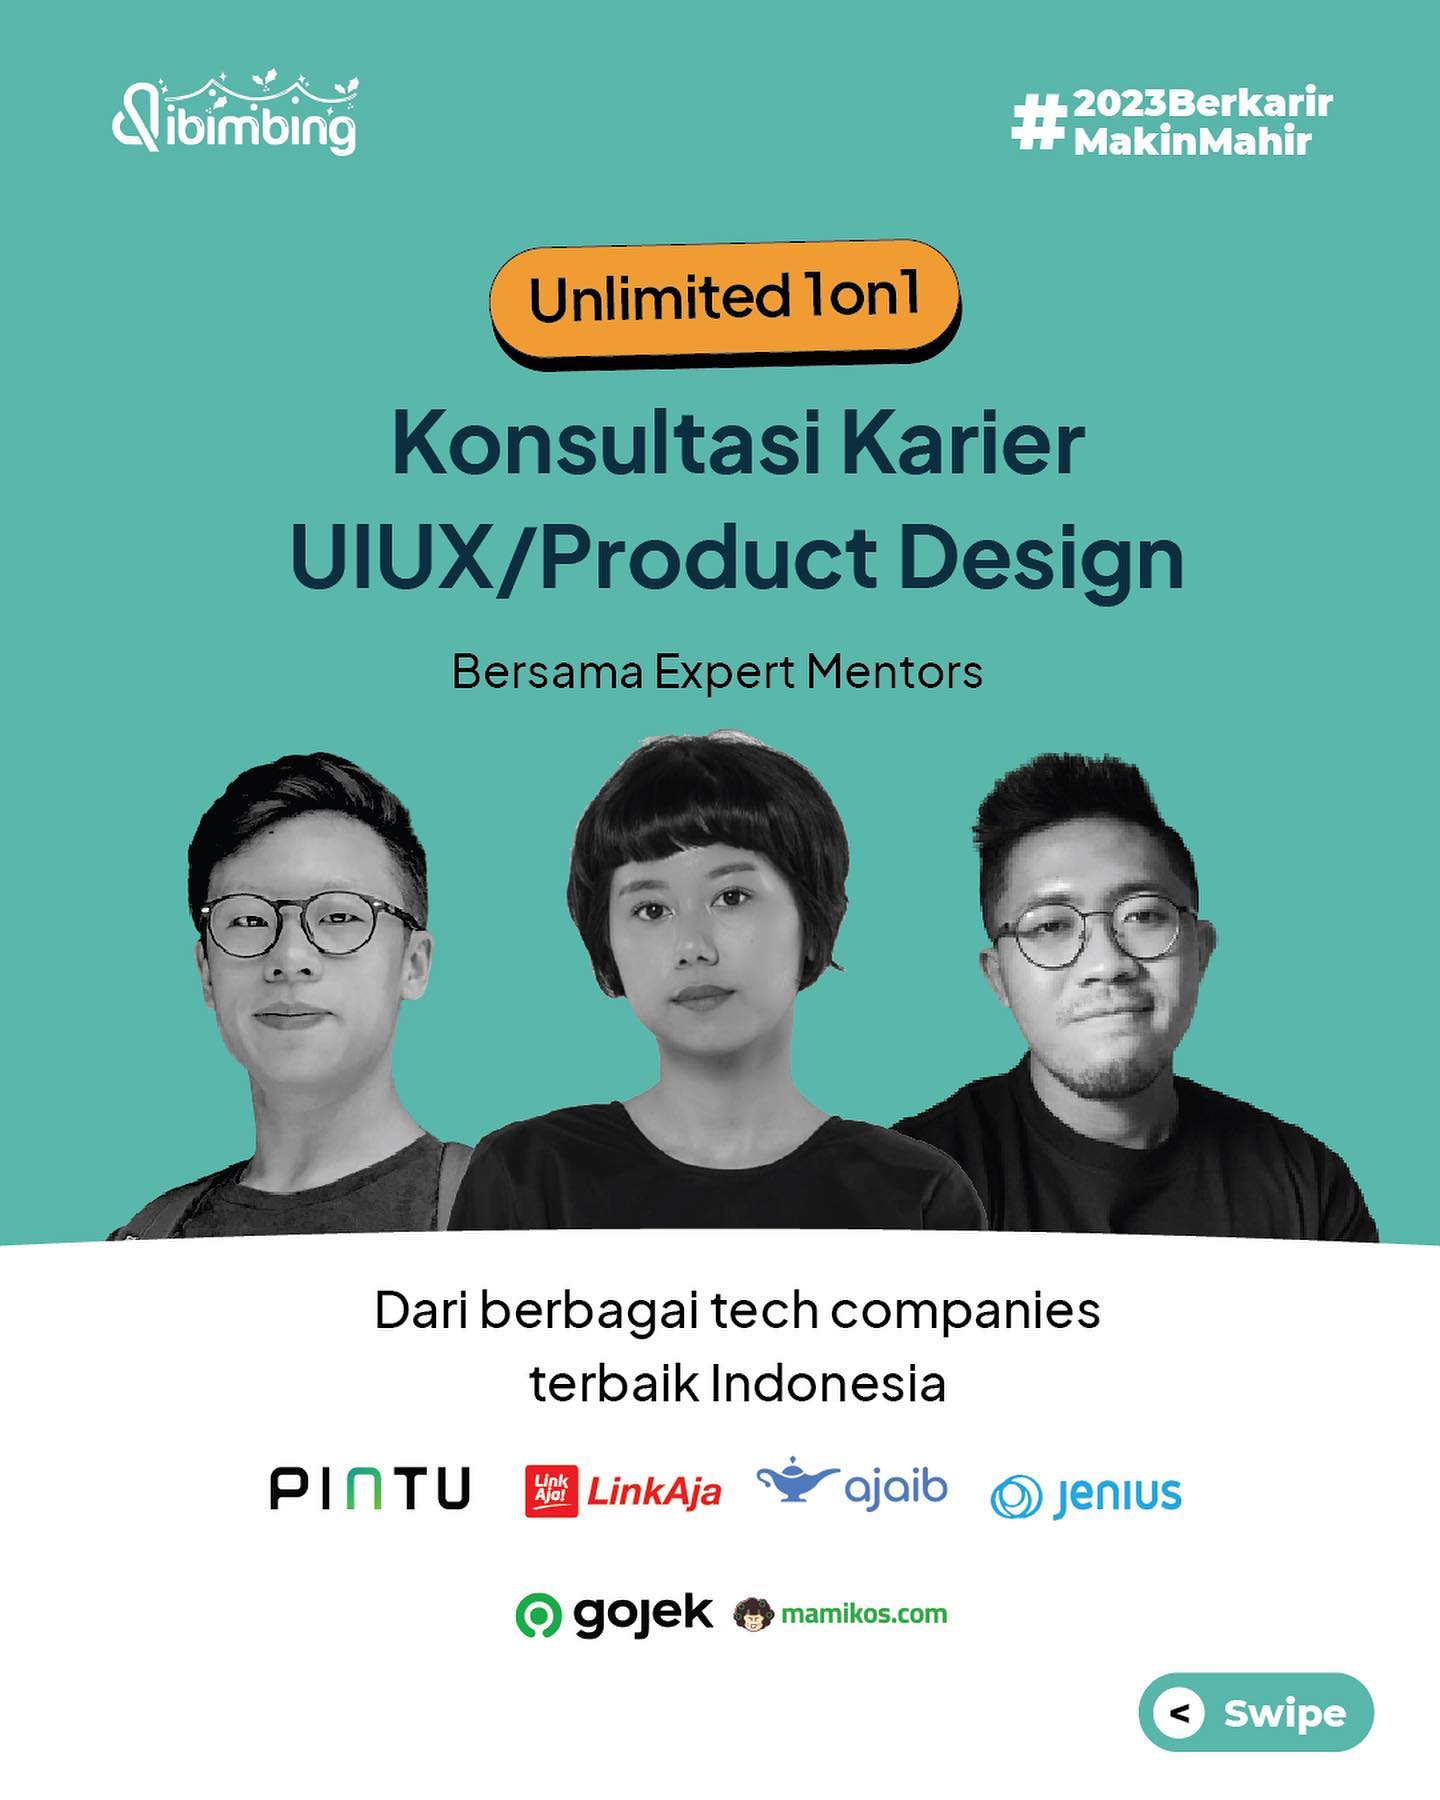 dibimbing
#2023Berkarir
MakinMahir
Unlimited 1on1
Konsultasi Karier
UIUX/Product Design
Bersama Expert Mentors
Dari berbagai tech companies
terbaik Indonesia
PINTU
Link
Aja!
LinkAja
ajaib
jenius
gojek
mamikos.com
< Swipe